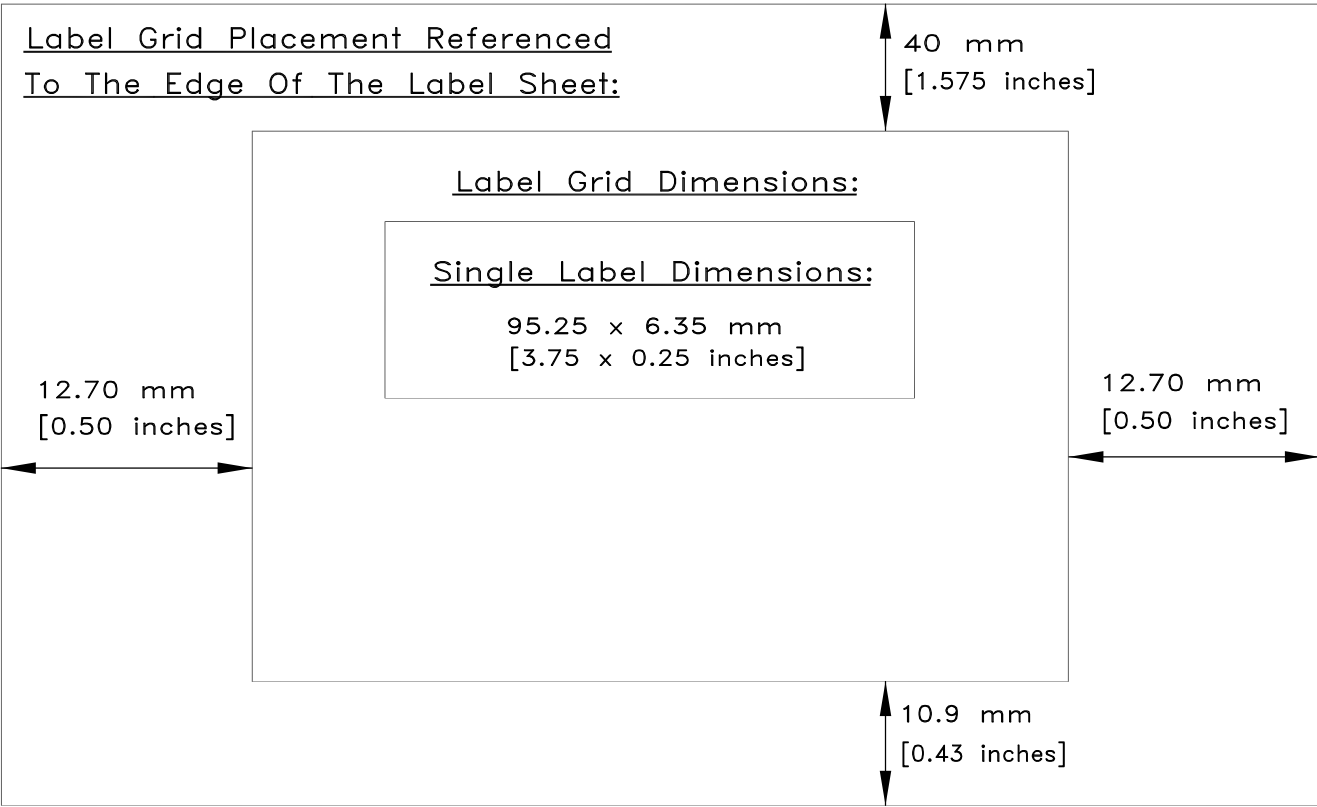 Label Grid Placement Referenced
To The Edge Of The Label Sheet:
40 mm
[1.575 inches]
Label Grid Dimensions:
Single Label Dimensions:
95.25 x 6.35 mm
[3.75 x 0.25 inches]
12.70 mm
[0.50 inches]
12.70 mm
[0.50 inches]
10.9 mm
[0.43 inches]